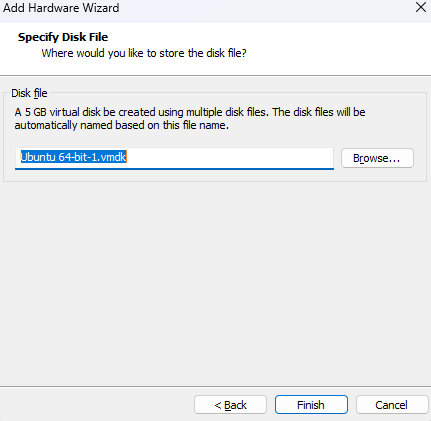 Add Hardware Wizard
Specify Disk File
Where would you like to store the disk file?
Disk file
A 5 GB virtual disk be created using multiple disk files. The disk files will be
automatically named based on this file name.
Ubuntu 64-bit-1.vmdk
Browse...
< Back
Finish
Cancel